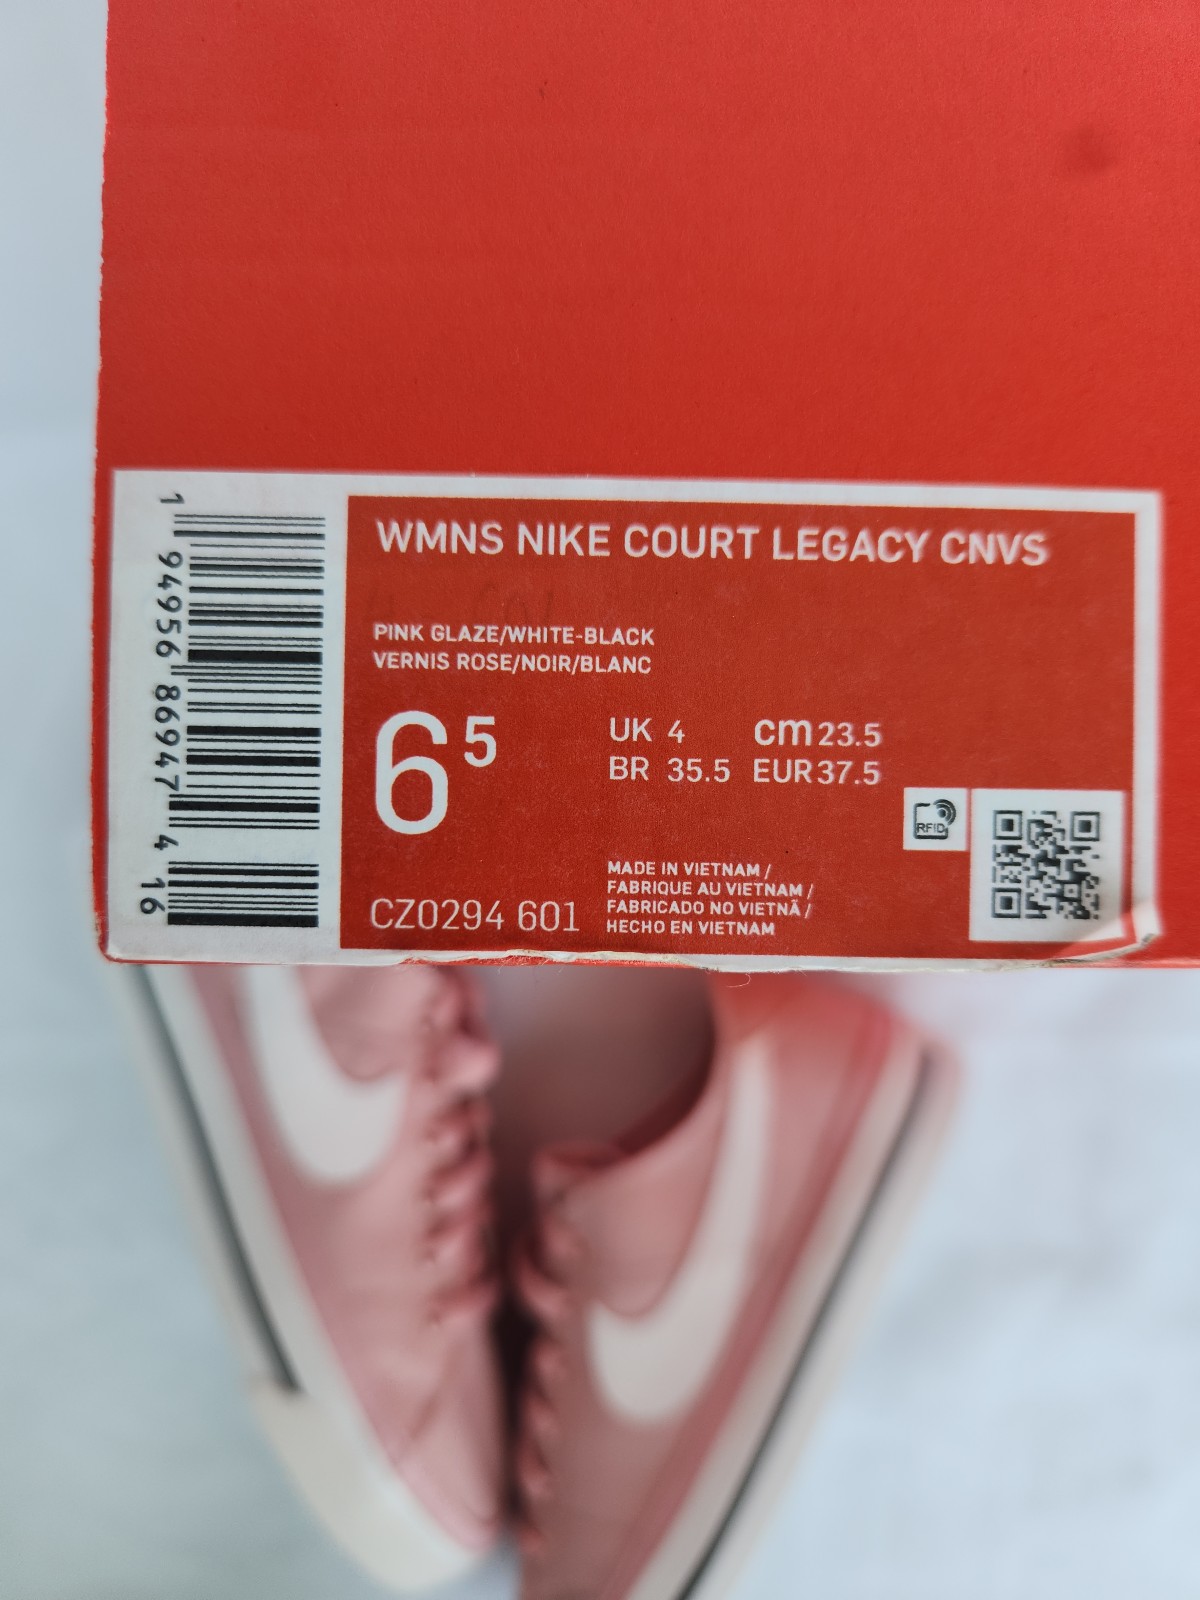 WMNS NIKE COURT LEGACY CNVS
PINK GLAZE/WHITE-BLACK
VERNIS ROSE/NOIR/BLANC
6 5
UK 4 cm 23.5
BR 35.5 EUR 37.5
RFID
MADE IN VIETNAM /
FABRIQUE AU VIETNAM /
FABRICADO NO VIETNÃ /
HECHO EN VIETNAM
CZ0294 601
1 94956 86947 4 16